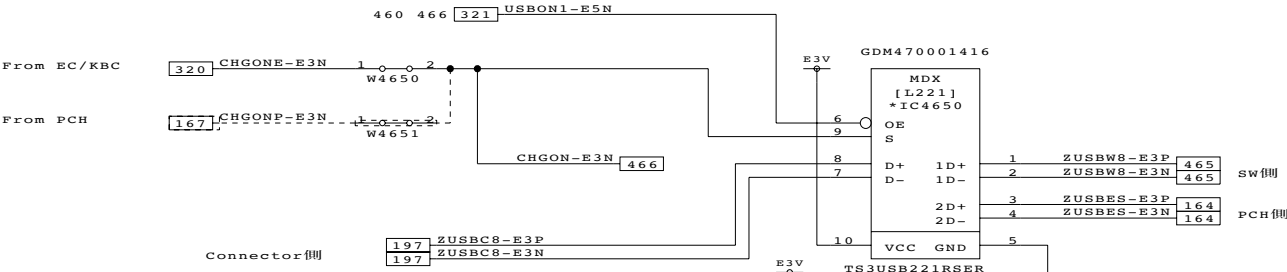 460 466 321 USBON1-E5N
GDM470001416
From EC/KBC 320 CHGONE-E3N 1 2 E3V
W4650
MDX
[L221]
*IC4650
From PCH 167 CHGONP-E3N 1 2 6 OE
W4651 9 S
CHGON-E3N 466 8 D+ 1D+ 1 ZUSBW8-E3P 465
7 D- 1D- 2 ZUSBW8-E3N 465 SW側
2D+ 3 ZUSBES-E3P 164
2D- 4 ZUSBES-E3N 164 PCH側
197 ZUSBC8-E3P 10 VCC GND 5
Connector側 197 ZUSBC8-E3N
E3V TS3USB221RSER